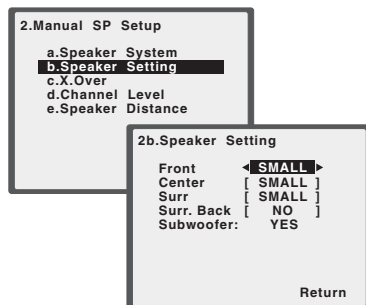 2.Manual SP Setup
a.Speaker System
b.Speaker Setting
c.X.Over
d.Channel Level
e.Speaker Distance
2b.Speaker Setting
Front ◄ SMALL ►
Center [ SMALL ]
Surr [ SMALL ]
Surr. Back [ NO ]
Subwoofer: YES
Return